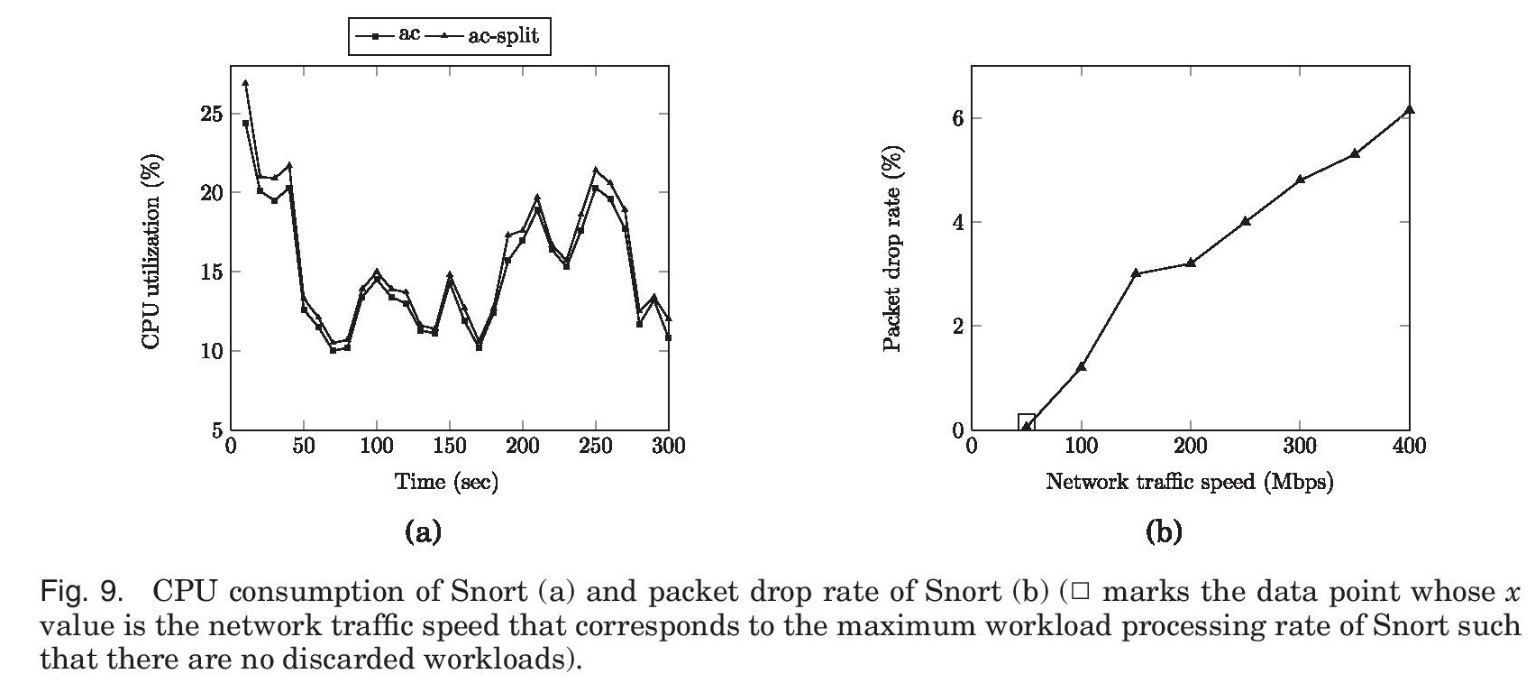 ac ac-split
25
20
15
10
5
0 50 100 150 200 250 300
CPU utilization (%)
Time (sec)
(a)
6
4
2
0
0 100 200 300 400
Packet drop rate (%)
Network traffic speed (Mbps)
(b)
Fig. 9. CPU consumption of Snort (a) and packet drop rate of Snort (b) (□ marks the data point whose x
value is the network traffic speed that corresponds to the maximum workload processing rate of Snort such
that there are no discarded workloads).